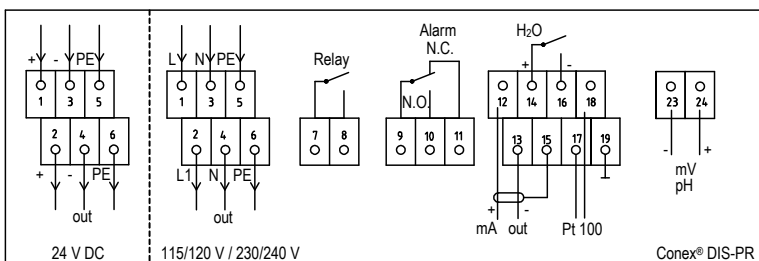 + - PE
1 3 5
2 4 6
+ - PE
out
24 V DC
L N PE
1 3 5
2 4 6
L1 N PE
out
115/120 V / 230/240 V
Relay
7 8
Alarm
N.C.
N.O.
9 10 11
H₂O
+ -
12 14 16 18
13 15 17 19
+ -
mA out Pt 100
23 24
- mV +
pH
Conex® DIS-PR